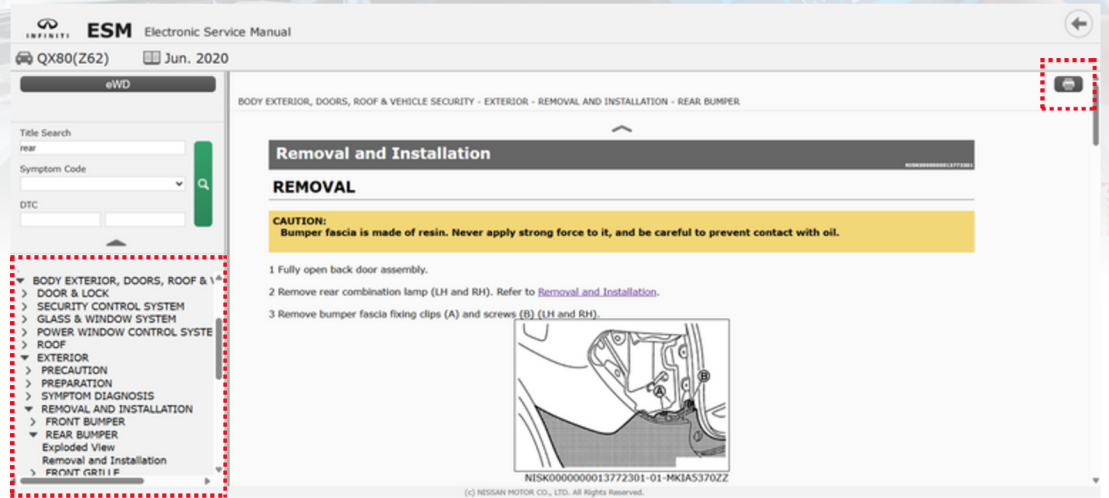 INFINITI ESM Electronic Service Manual
QX80(Z62) Jun. 2020
eWD
Title Search
rear
Symptom Code
DTC
BODY EXTERIOR, DOORS, ROOF & V
DOOR & LOCK
SECURITY CONTROL SYSTEM
GLASS & WINDOW SYSTEM
POWER WINDOW CONTROL SYSTE
ROOF
EXTERIOR
PRECAUTION
PREPARATION
SYMPTOM DIAGNOSIS
REMOVAL AND INSTALLATION
FRONT BUMPER
REAR BUMPER
Exploded View
Removal and Installation
FRONT GRILLE
BODY EXTERIOR, DOORS, ROOF & VEHICLE SECURITY - EXTERIOR - REMOVAL AND INSTALLATION - REAR BUMPER
Removal and Installation
NISK0000000013772301
REMOVAL
CAUTION:
Bumper fascia is made of resin. Never apply strong force to it, and be careful to prevent contact with oil.
1 Fully open back door assembly.
2 Remove rear combination lamp (LH and RH). Refer to Removal and Installation.
3 Remove bumper fascia fixing clips (A) and screws (B) (LH and RH).
A
B
NISK0000000013772301-01-MKIA5370ZZ
(c) NISSAN MOTOR CO., LTD. All Rights Reserved.